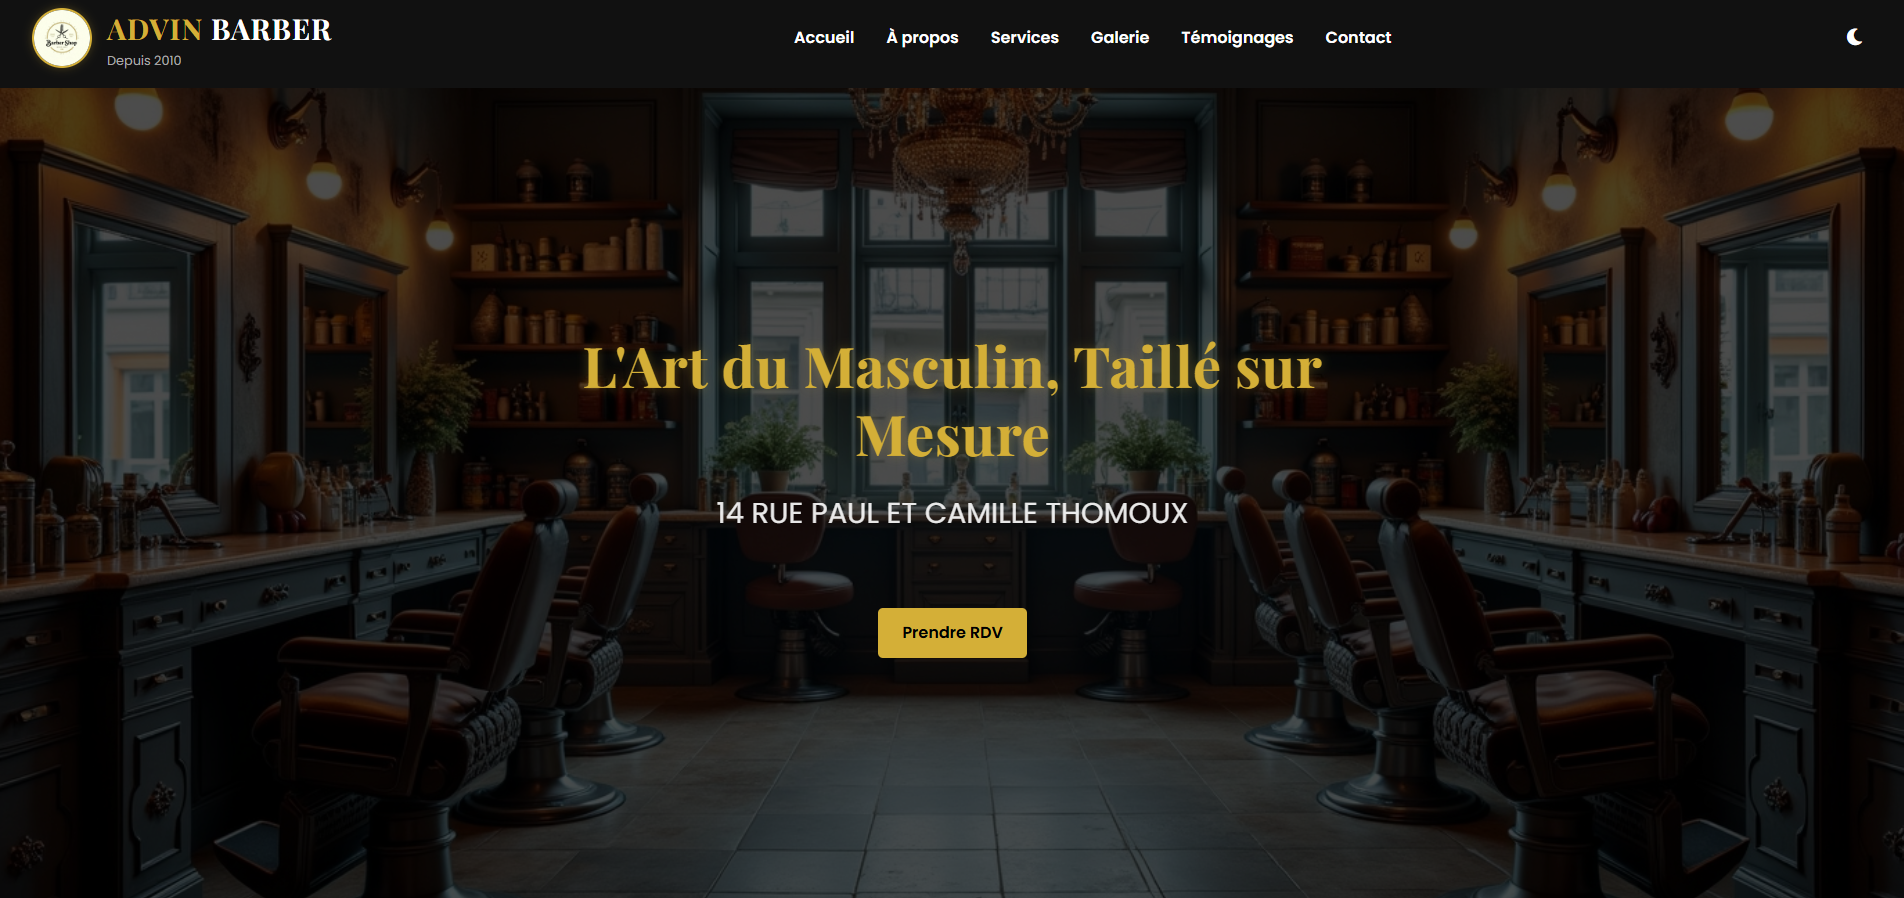 Barber Shop
ADVIN BARBER
Depuis 2010
Accueil
À propos
Services
Galerie
Témoignages
Contact
L'Art du Masculin, Taillé sur
Mesure
14 RUE PAUL ET CAMILLE THOMOUX
Prendre RDV